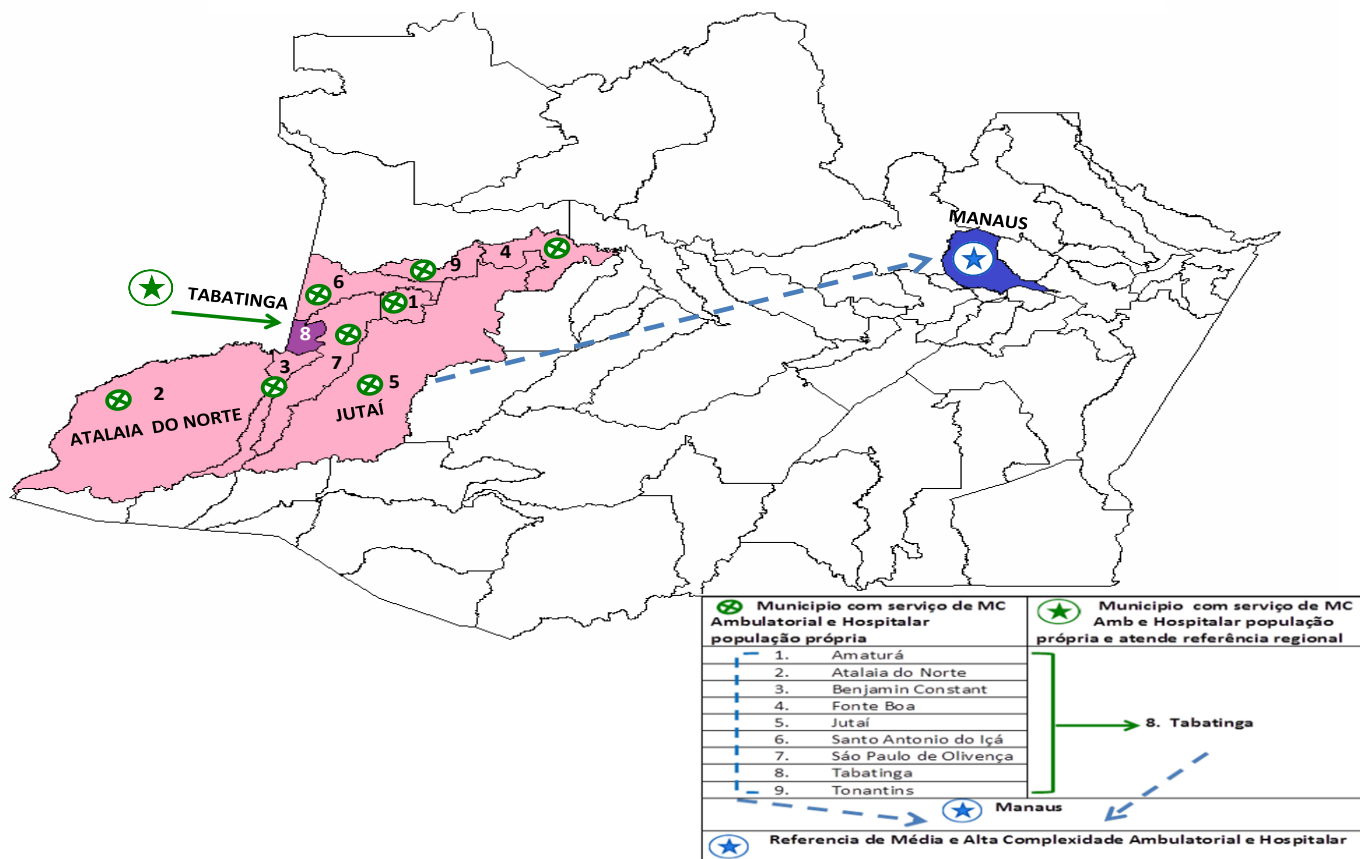 MANAUS
4
9
6
TABATINGA
1
8
7
3
5
2
JUTAÍ
ATALAIA DO NORTE
Municipio com serviço de MC
Ambulatorial e Hospitalar
população própria
Municipio com serviço de MC
Amb e Hospitalar população
própria e atende referência regional
1. Amaturá
2. Atalaia do Norte
3. Benjamin Constant
4. Fonte Boa
5. Jutaí
6. Santo Antonio do Içá
7. Sáo Paulo de Olivença
8. Tabatinga
9. Tonantins
8. Tabatinga
Manaus
Referencia de Média e Alta Complexidade Ambulatorial e Hospitalar